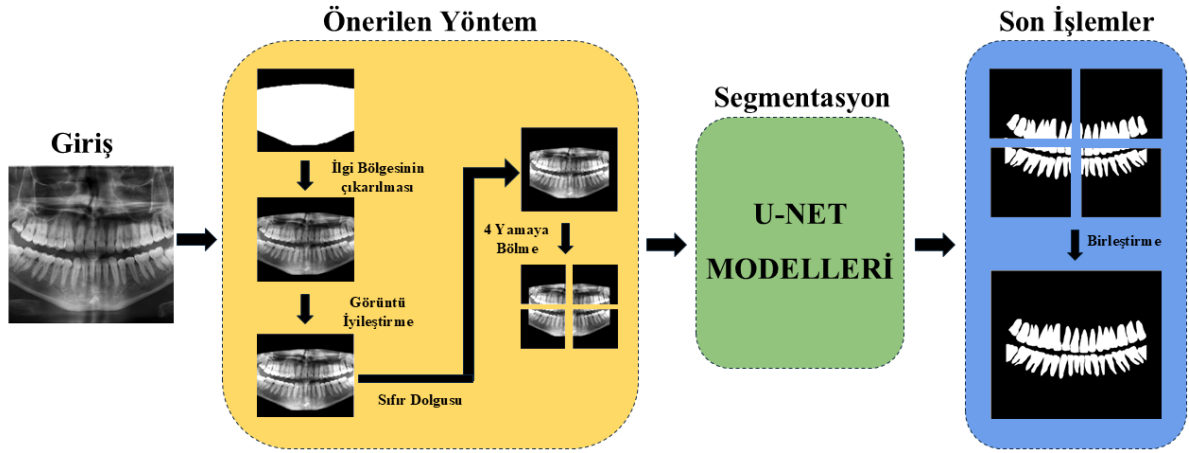 Giriş
Önerilen Yöntem
İlgi Bölgesinin
çıkarılması
Görüntü
İyileştirme
Sıfır Dolgusu
4 Yamaya
Bölme
Segmentasyon
U-NET
MODELLERİ
Son İşlemler
Birleştirme